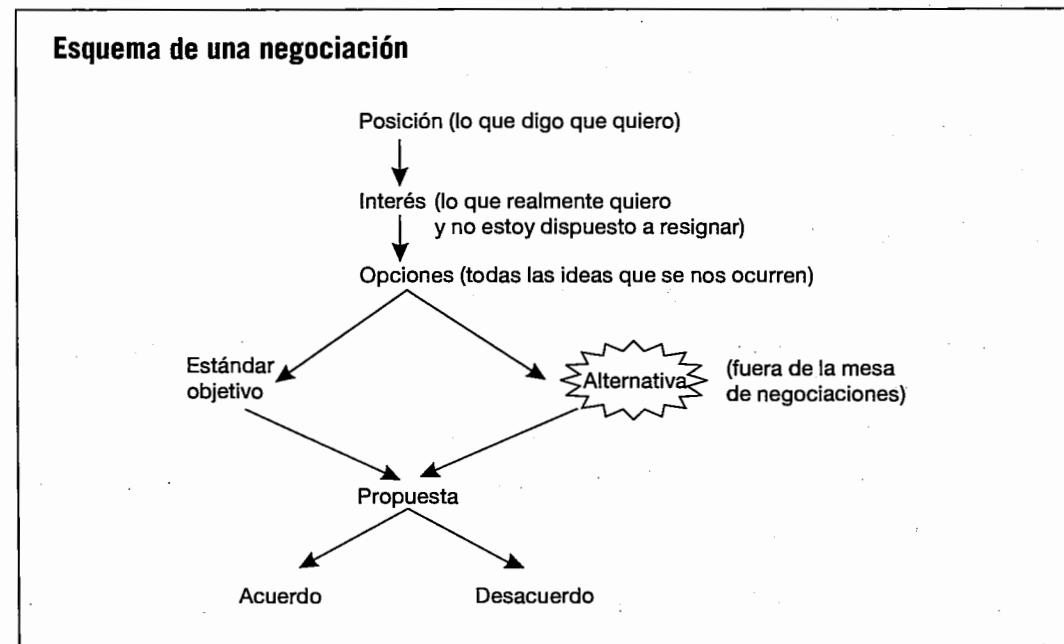 Esquema de una negociación
Posición (lo que digo que quiero)
Interés (lo que realmente quiero
y no estoy dispuesto a resignar)
Opciones (todas las ideas que se nos ocurren)
Estándar
objetivo
Alternativa
(fuera de la mesa
de negociaciones)
Propuesta
Acuerdo
Desacuerdo